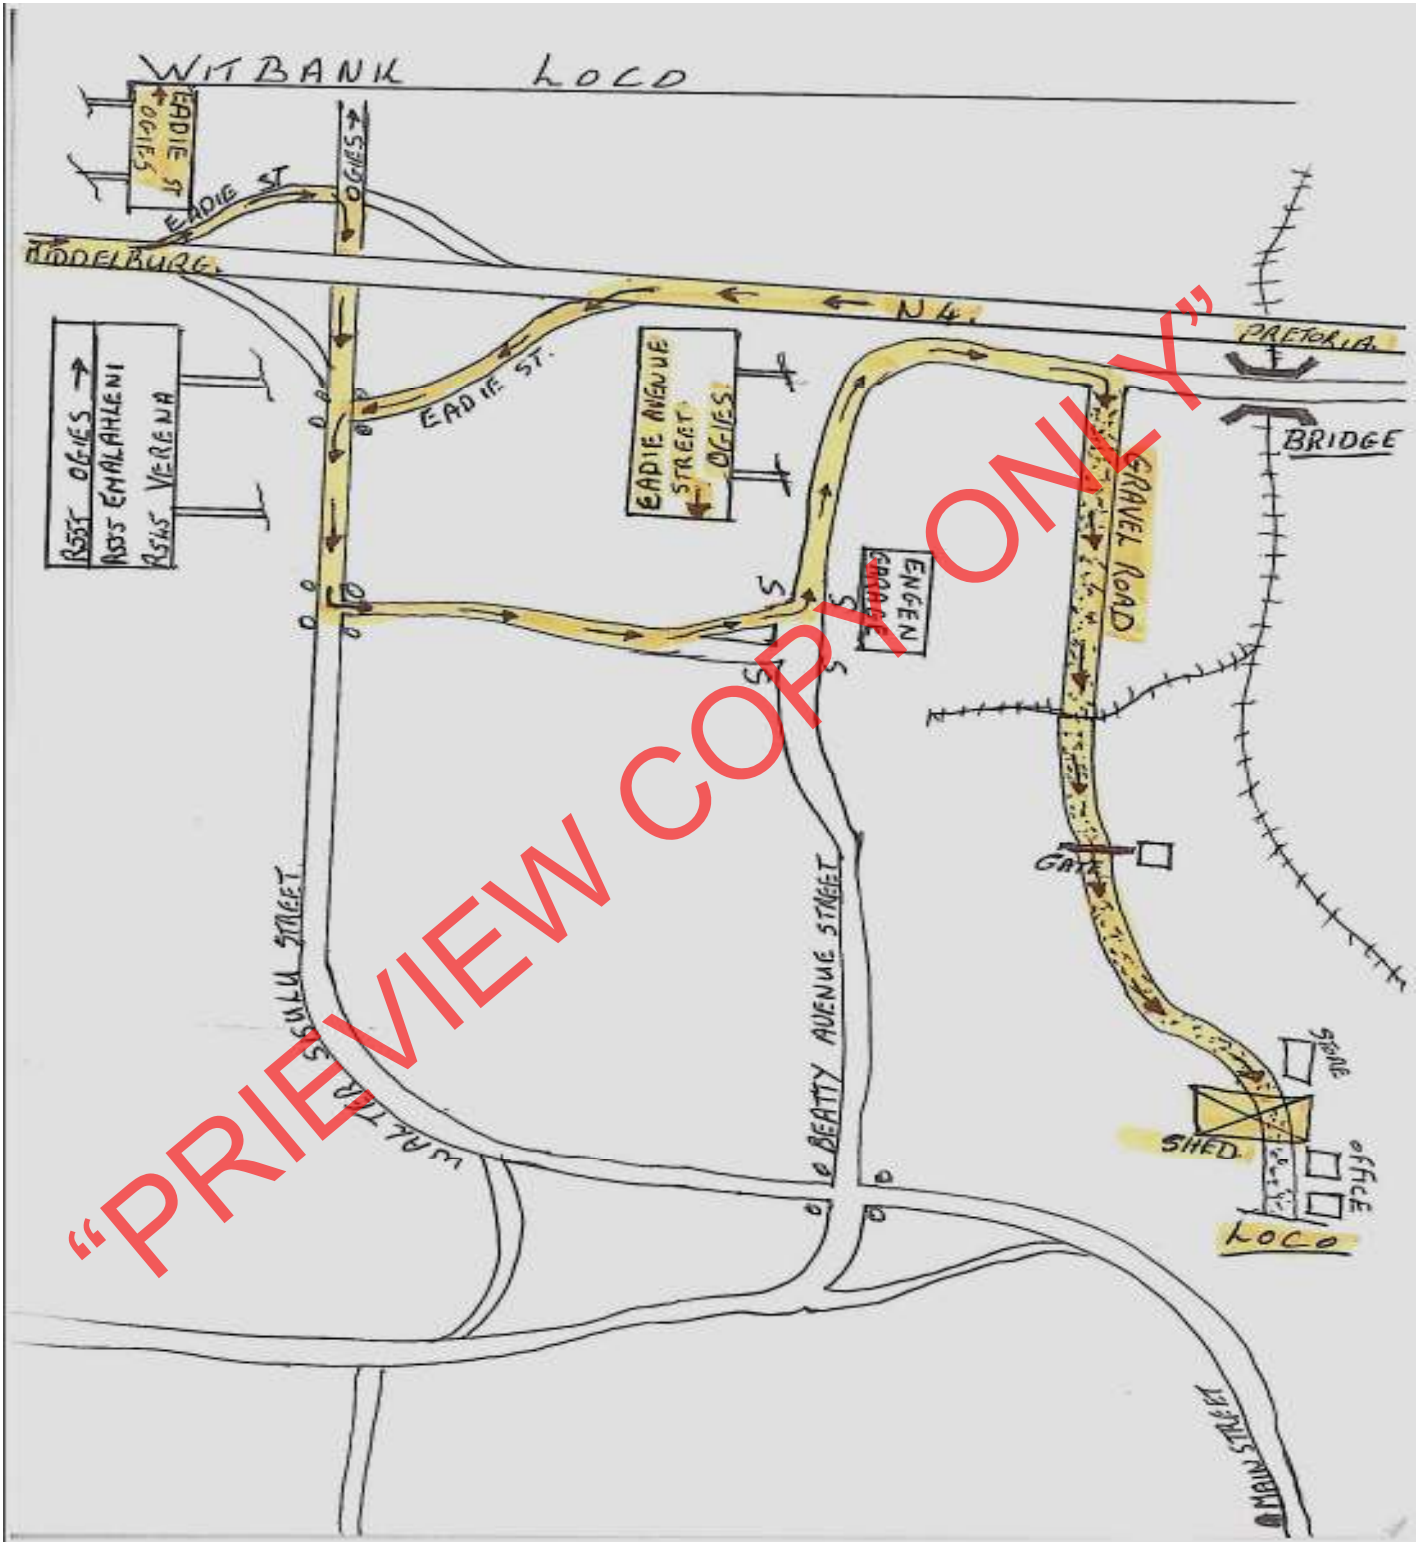 WITBANK LOCO
EADIE ST
OGIES
OGIES →
EADIE ST
MIDDELBURG.
N4.
PRETORIA.
BRIDGE
R555 OGIES →
R555 EMALAHLENI
R545 VERENA
EADIE ST.
EADIE AVENUE
STREET
OGIES
ENGEN
GARAGE
GRAVEL ROAD
S
S
S
S
GATE
WALTER SISULU STREET
BEATTY AVENUE STREET
STORE
SHED.
OFFICE
LOCO
MAIN STREET
“PRIEVIEW COPY ONLY”